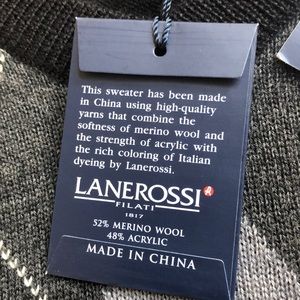 This sweater has been made
in China using high-quality
yarns that combine the
softness of merino wool and
the strength of acrylic with
the rich coloring of Italian
dyeing by Lanerossi.
LANEROSSI
FILATI
1817
52% MERINO WOOL
48% ACRYLIC
MADE IN CHINA